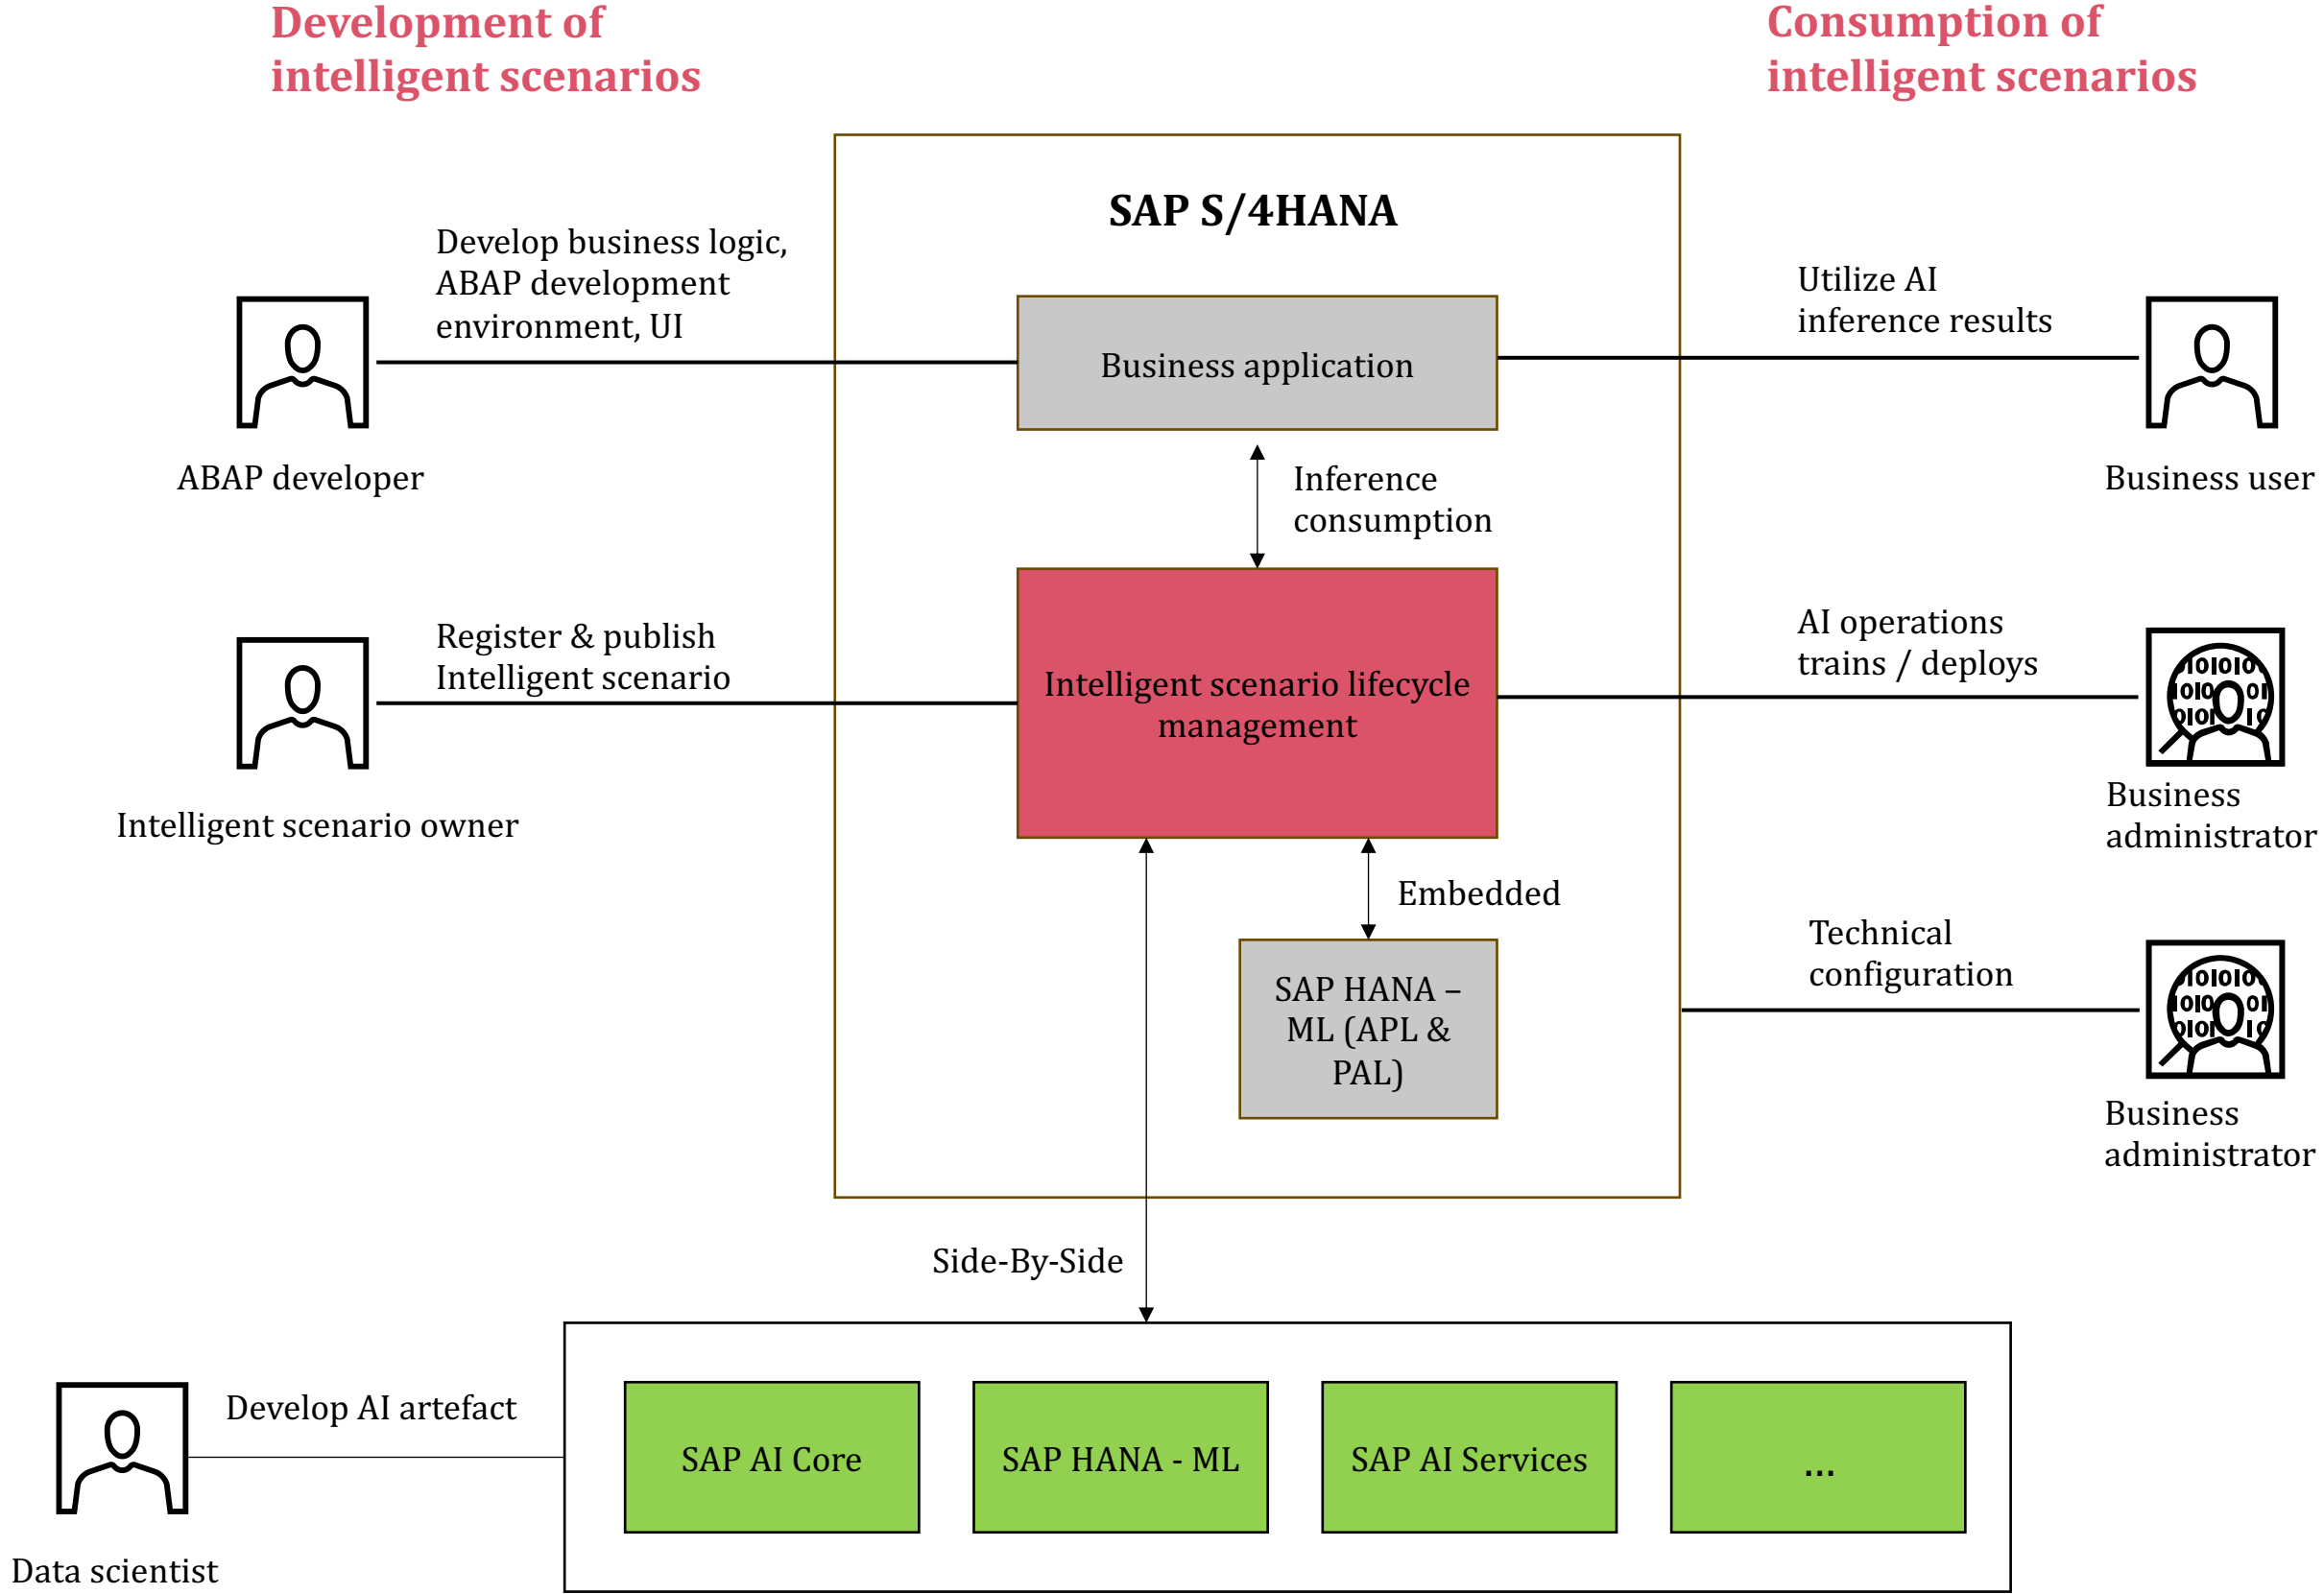 Development of
intelligent scenarios
Consumption of
intelligent scenarios
SAP S/4HANA
Develop business logic,
ABAP development
environment, UI
Utilize AI
inference results
Business application
ABAP developer
Business user
Inference
consumption
Register & publish
Intelligent scenario
AI operations
trains / deploys
Intelligent scenario lifecycle
management
Intelligent scenario owner
Business
administrator
Embedded
Technical
configuration
SAP HANA –
ML (APL &
PAL)
Business
administrator
Side-By-Side
Develop AI artefact
SAP AI Core
SAP HANA - ML
SAP AI Services
...
Data scientist